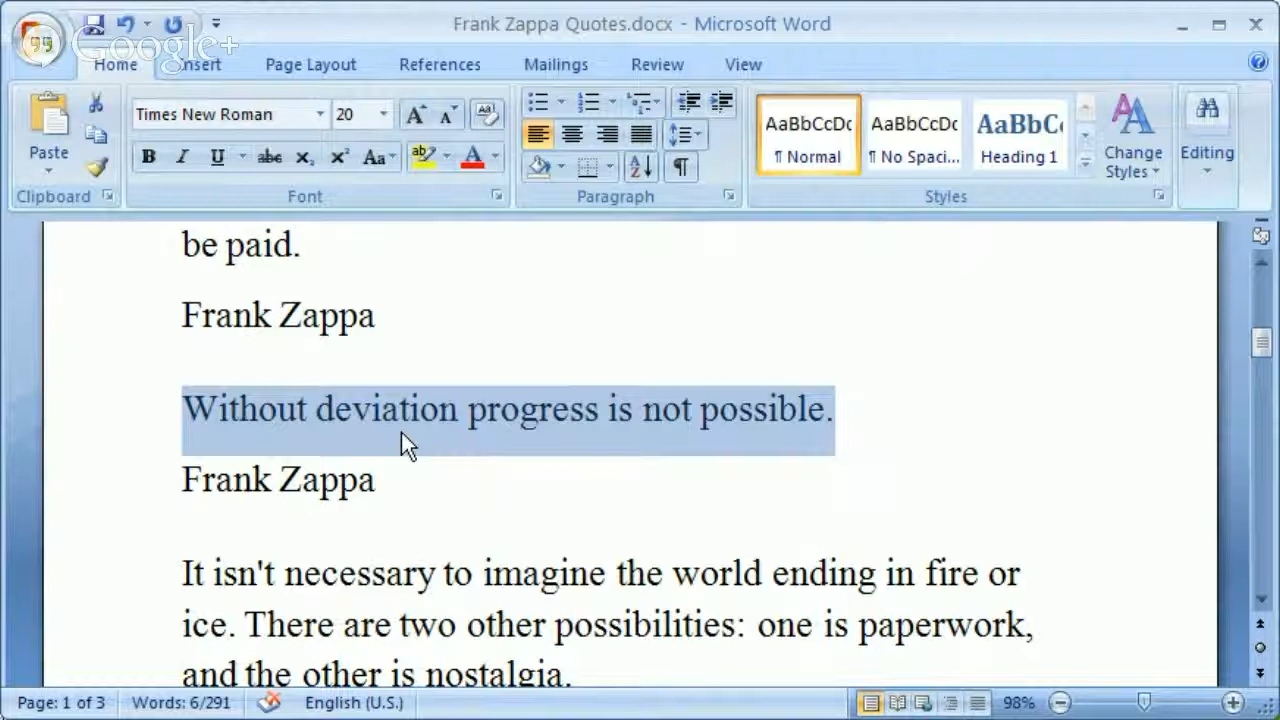 Frank Zappa Quotes.docx - Microsoft Word
Google+
Home Insert Page Layout References Mailings Review View
Paste
Times New Roman 20
AaBbCcDc AaBbCcDc AaBbCc
¶ Normal ¶ No Spaci... Heading 1
Change Styles
Editing
Clipboard Font Paragraph Styles
be paid.
Frank Zappa
Without deviation progress is not possible.
Frank Zappa
It isn't necessary to imagine the world ending in fire or
ice. There are two other possibilities: one is paperwork,
and the other is nostalgia.
Page: 1 of 3 Words: 6/291 English (U.S.) 98%